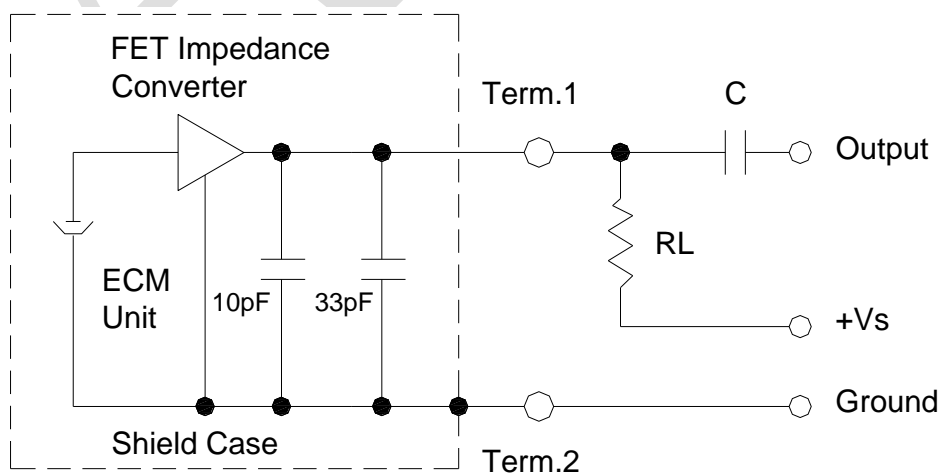 FET Impedance
Converter
Term.1
C
Output
RL
ECM
Unit
10pF
33pF
+Vs
Ground
Shield Case
Term.2